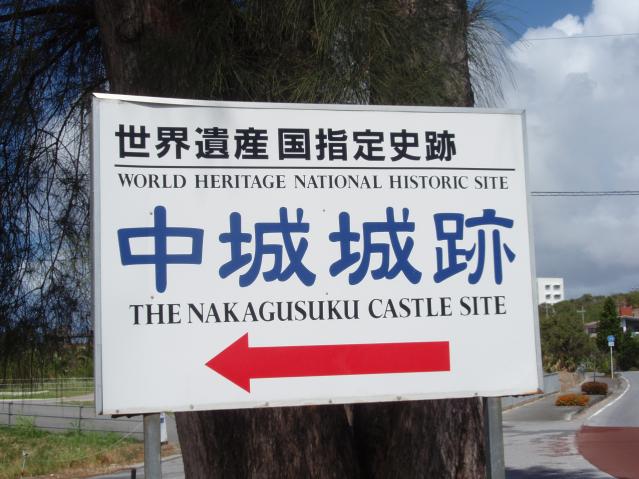 世界遺産 国指定史跡
WORLD HERITAGE NATIONAL HISTORIC SITE
中城城跡
THE NAKAGUSUKU CASTLE SITE